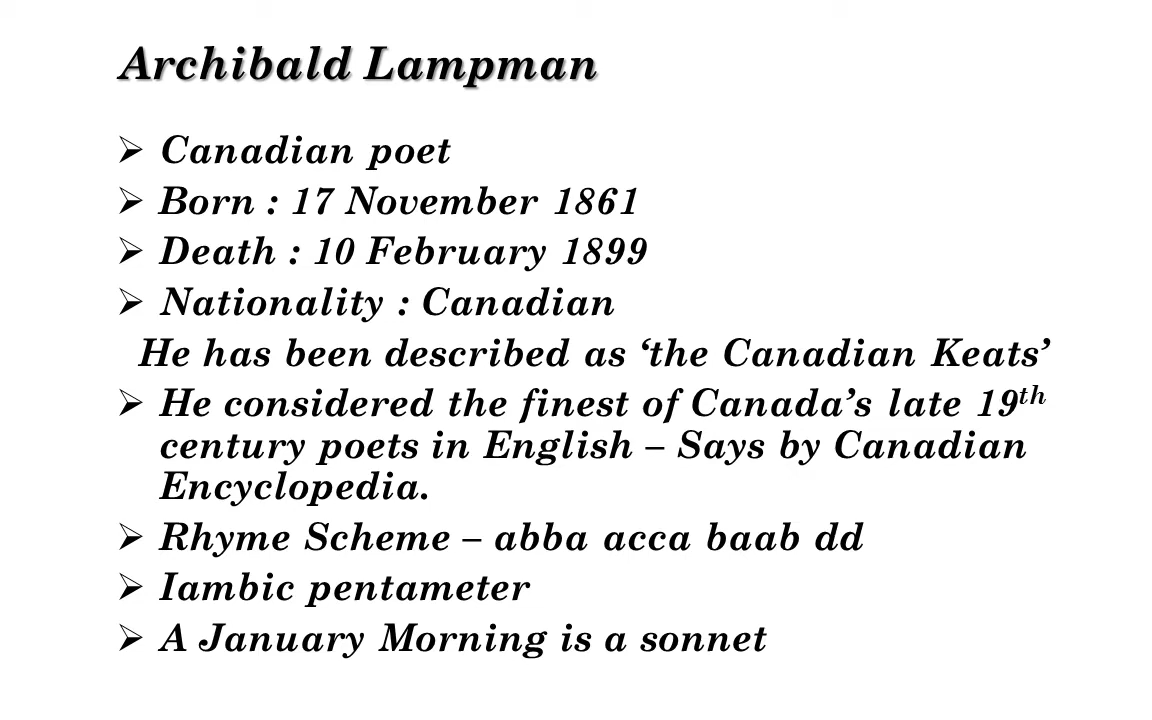 Archibald Lampman
➢ Canadian poet
➢ Born : 17 November 1861
➢ Death : 10 February 1899
➢ Nationality : Canadian
He has been described as ‘the Canadian Keats’
➢ He considered the finest of Canada’s late 19th
century poets in English – Says by Canadian
Encyclopedia.
➢ Rhyme Scheme – abba acca baab dd
➢ Iambic pentameter
➢ A January Morning is a sonnet